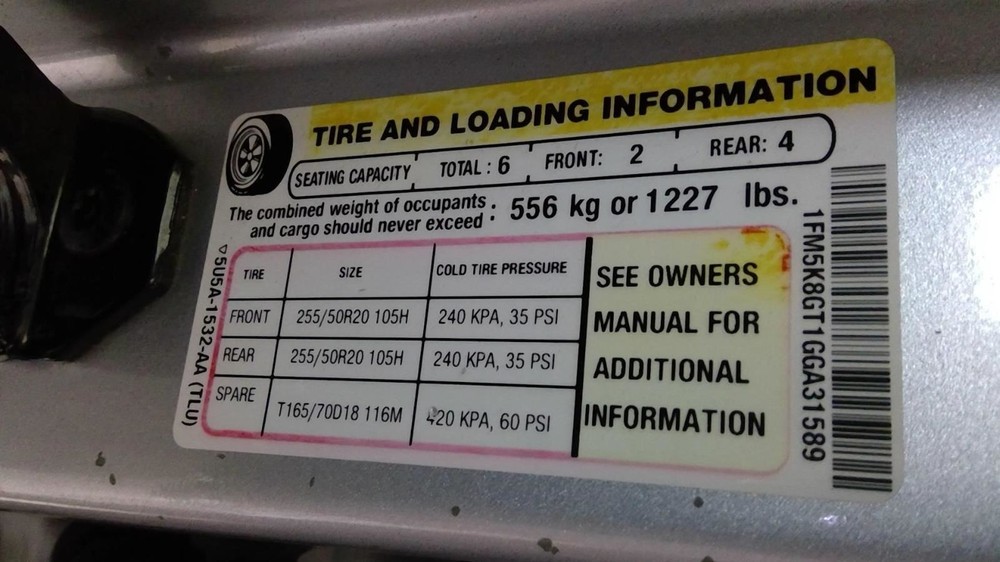 TIRE AND LOADING INFORMATION
SEATING CAPACITY TOTAL : 6 FRONT: 2 REAR: 4
The combined weight of occupants
and cargo should never exceed : 556 kg or 1227 lbs.
TIRE SIZE COLD TIRE PRESSURE
FRONT 255/50R20 105H 240 KPA, 35 PSI
REAR 255/50R20 105H 240 KPA, 35 PSI
SPARE T165/70D18 116M 420 KPA, 60 PSI
SEE OWNERS
MANUAL FOR
ADDITIONAL
INFORMATION
5U5A-1532-AA (TLU)
1FM5K8GT1GGA31589